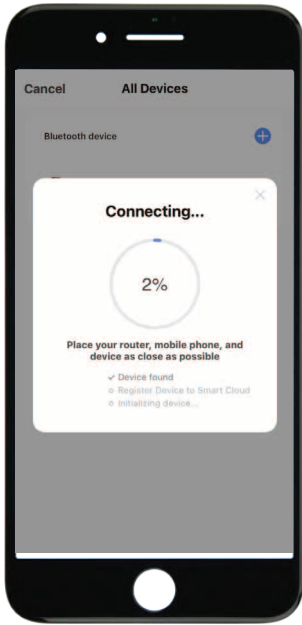 Cancel All Devices
Bluetooth device
Connecting...
2%
Place your router, mobile phone, and
device as close as possible
✓ Device found
Register Device to Smart Cloud
Initializing device...